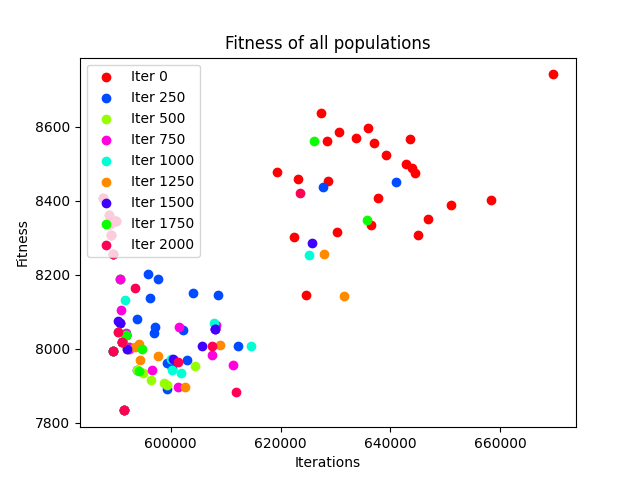 Fitness of all populations
Iter 0
Iter 250
Iter 500
Iter 750
Iter 1000
Iter 1250
Iter 1500
Iter 1750
Iter 2000
Fitness
8600
8400
8200
8000
7800
600000 620000 640000 660000
Iterations